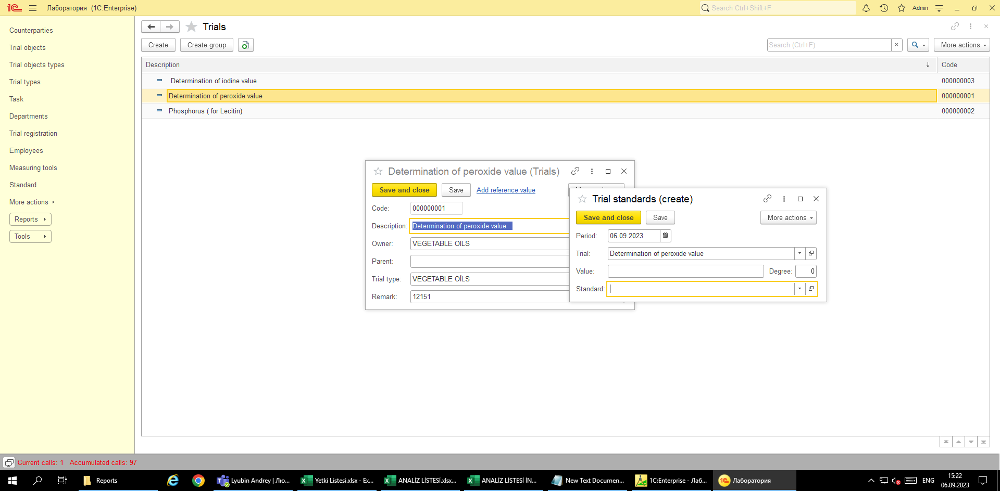 1C Лаборатория (1C:Enterprise) Search Ctrl+Shift+F Admin
Counterparties
Trial objects
Trial objects types
Trial types
Task
Departments
Trial registration
Employees
Measuring tools
Standard
More actions
Reports
Tools
Trials
Create Create group Search (Ctrl+F) × More actions
Description ↓ Code
Determination of iodine value 000000003
Determination of peroxide value 000000001
Phosphorus ( for Lecitin) 000000002
Determination of peroxide value (Trials)
Save and close Save Add reference value
Code: 000000001
Description: Determination of peroxide value
Owner: VEGETABLE OİLS
Parent:
Trial type: VEGETABLE OİLS
Remark: 12151
Trial standards (create)
Save and close Save More actions
Period: 06.09.2023
Trial: Determination of peroxide value
Value: Degree: 0
Standard:
Current calls: 1 Accumulated calls: 97
Reports
Lyubin Andrey | Лю...
Yetki Listesi.xlsx - Ex...
ANALİZ LİSTESİ.xlsx...
ANALİZ LİSTESİ İN...
New Text Documen...
1C:Enterprise - Лаб...
Лаборатория
ENG
15:22
06.09.2023